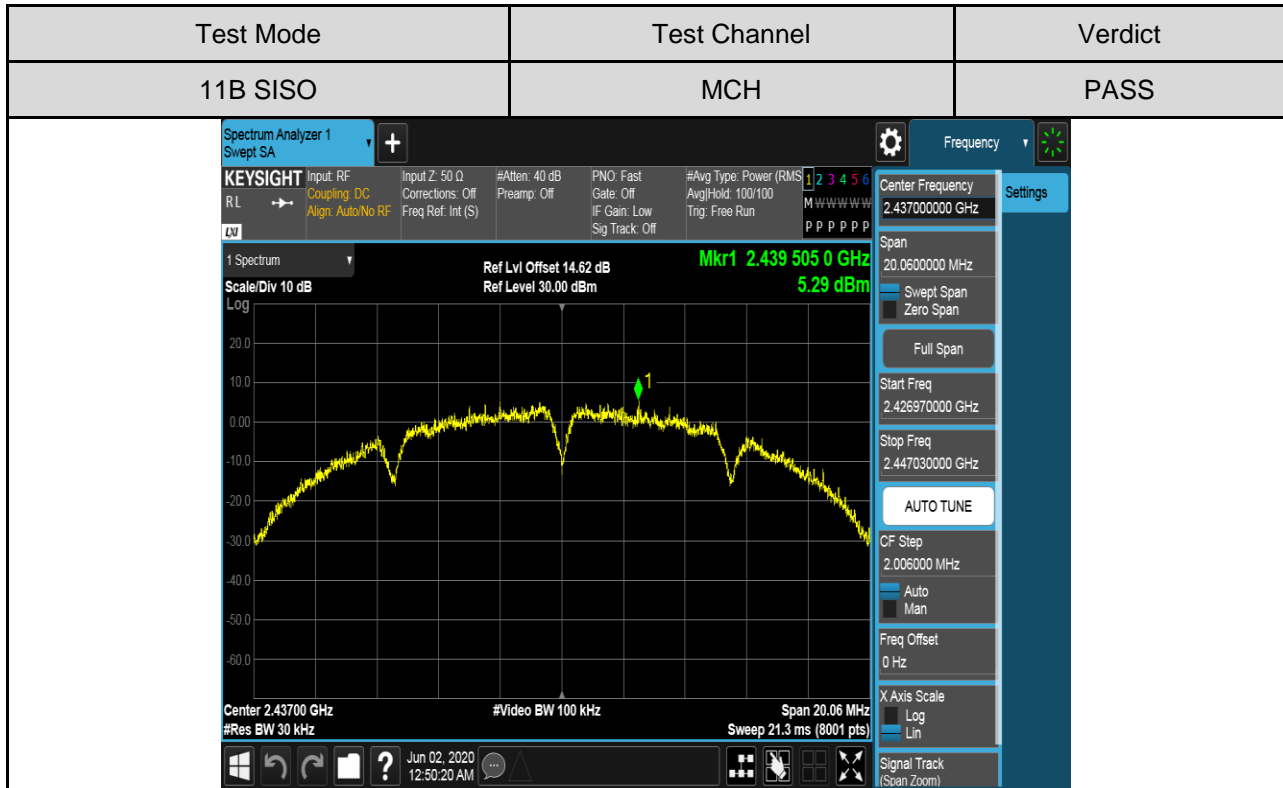 Test Mode Test Channel Verdict
11B SISO MCH PASS
Spectrum Analyzer 1
Swept SA
+
Frequency
KEYSIGHT
RL
LXI
Input: RF
Coupling: DC
Align: Auto/No RF
Input Z: 50 Ω
Corrections: Off
Freq Ref: Int (S)
#Atten: 40 dB
Preamp: Off
PNO: Fast
Gate: Off
IF Gain: Low
Sig Track: Off
#Avg Type: Power (RMS
Avg|Hold: 100/100
Trig: Free Run
1 2 3 4 5 6
M W W W W W
P P P P P P
1 Spectrum
Scale/Div 10 dB
Log
Ref Lvl Offset 14.62 dB
Ref Level 30.00 dBm
Mkr1 2.439 505 0 GHz
5.29 dBm
20.0
10.0
0.00
-10.0
-20.0
-30.0
-40.0
-50.0
-60.0
1
Center 2.43700 GHz
#Res BW 30 kHz
#Video BW 100 kHz
Span 20.06 MHz
Sweep 21.3 ms (8001 pts)
Center Frequency
2.437000000 GHz
Span
20.0600000 MHz
Swept Span
Zero Span
Full Span
Start Freq
2.426970000 GHz
Stop Freq
2.447030000 GHz
AUTO TUNE
CF Step
2.006000 MHz
Auto
Man
Freq Offset
0 Hz
X Axis Scale
Log
Lin
Signal Track
(Span Zoom)
Settings
?
Jun 02, 2020
12:50:20 AM